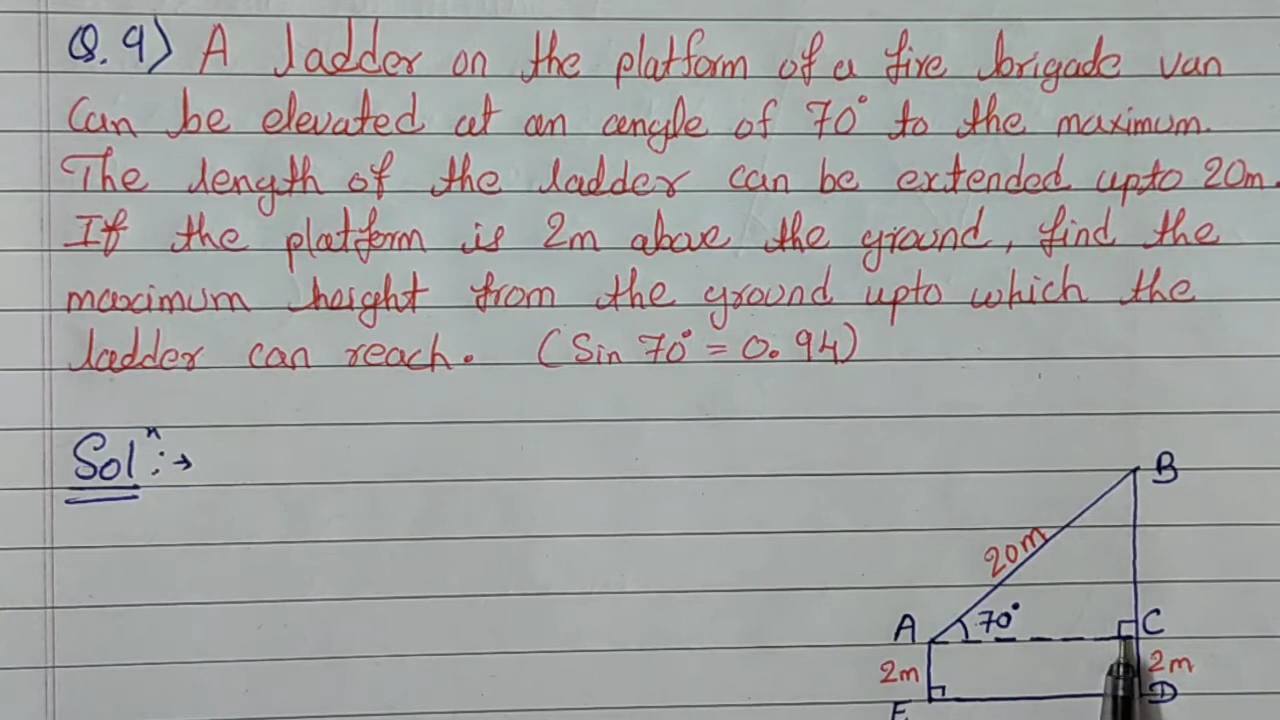 Q.9) A ladder on the platform of a fire brigade van
can be elevated at an angle of 70° to the maximum.
The length of the ladder can be extended upto 20m.
If the platform is 2m above the ground, find the
maximum height from the ground upto which the
ladder can reach. (Sin 70° = 0.94)
Solⁿ:→
B
20m
A 70° C
2m 2m
E D